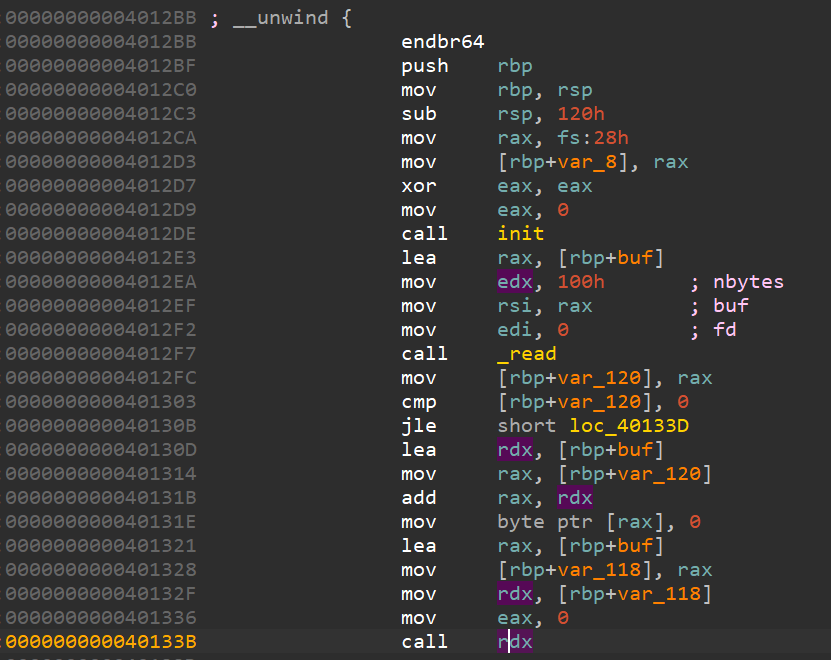 00000000004012BB ; __unwind {
00000000004012BB endbr64
00000000004012BF push rbp
00000000004012C0 mov rbp, rsp
00000000004012C3 sub rsp, 120h
00000000004012CA mov rax, fs:28h
00000000004012D3 mov [rbp+var_8], rax
00000000004012D7 xor eax, eax
00000000004012D9 mov eax, 0
00000000004012DE call init
00000000004012E3 lea rax, [rbp+buf]
00000000004012EA mov edx, 100h ; nbytes
00000000004012EF mov rsi, rax ; buf
00000000004012F2 mov edi, 0 ; fd
00000000004012F7 call _read
00000000004012FC mov [rbp+var_120], rax
0000000000401303 cmp [rbp+var_120], 0
000000000040130B jle short loc_40133D
000000000040130D lea rdx, [rbp+buf]
0000000000401314 mov rax, [rbp+var_120]
000000000040131B add rax, rdx
000000000040131E mov byte ptr [rax], 0
0000000000401321 lea rax, [rbp+buf]
0000000000401328 mov [rbp+var_118], rax
000000000040132F mov rdx, [rbp+var_118]
0000000000401336 mov eax, 0
000000000040133B call rdx